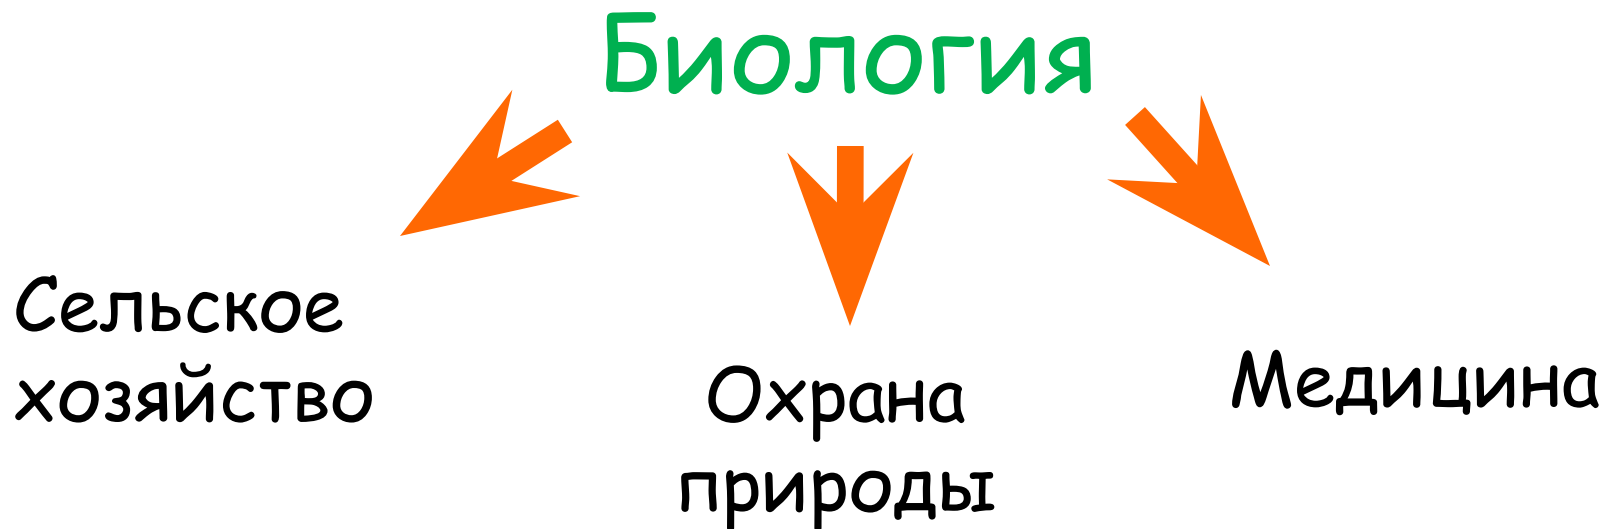 Биология
Сельское
хозяйство
Охрана
природы
Медицина